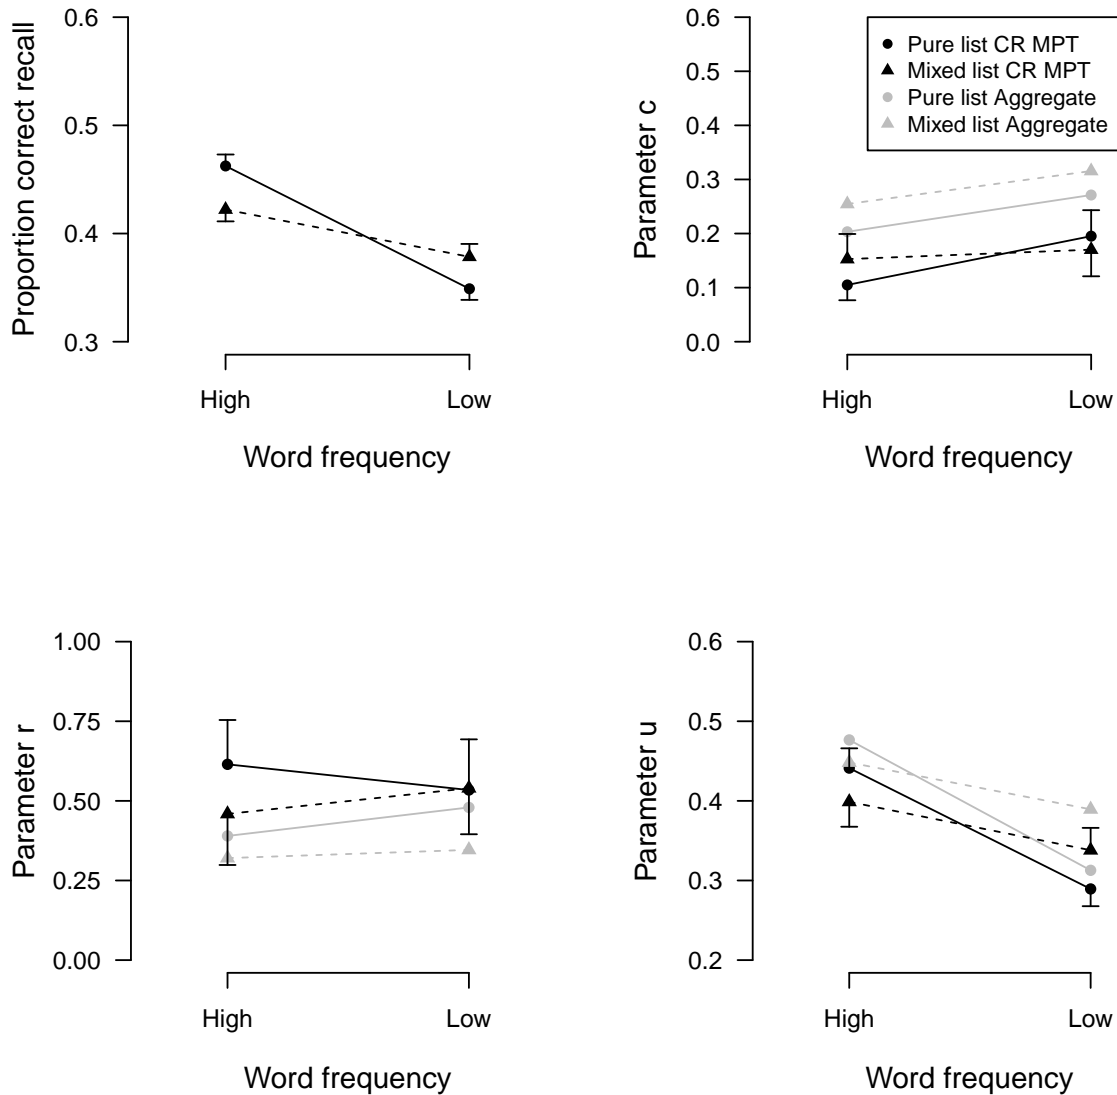 Proportion correct recall
0.6
0.5
0.4
0.3
High
Low
Word frequency
Parameter c
0.6
0.5
0.4
0.3
0.2
0.1
0.0
High
Low
Word frequency
Pure list CR MPT
Mixed list CR MPT
Pure list Aggregate
Mixed list Aggregate
Parameter r
1.00
0.75
0.50
0.25
0.00
High
Low
Word frequency
Parameter u
0.6
0.5
0.4
0.3
0.2
High
Low
Word frequency